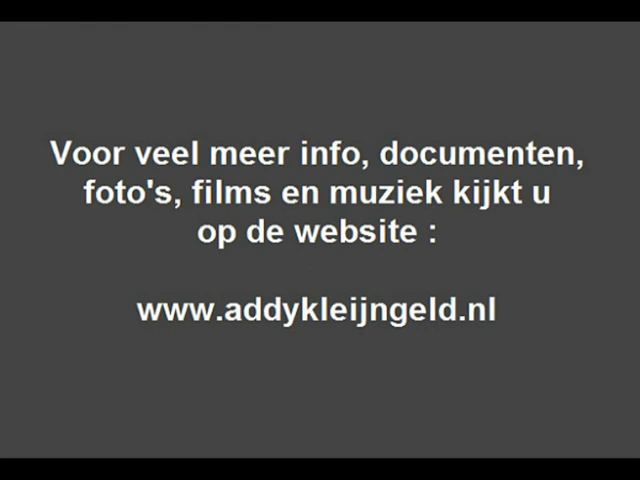 Voor veel meer info, documenten,
foto's, films en muziek kijkt u
op de website :
www.addykleijngeld.nl